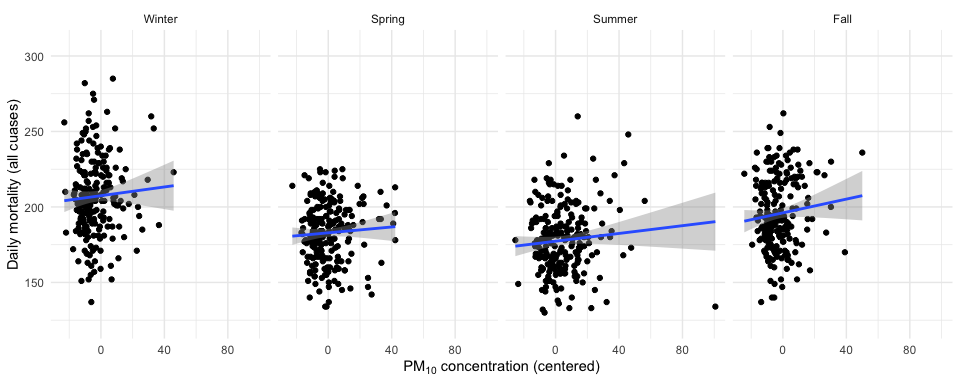 Winter
Spring
Summer
Fall
Daily mortality (all cuases)
300
250
200
150
0 40 80
0 40 80
0 40 80
0 40 80
PM₁₀ concentration (centered)